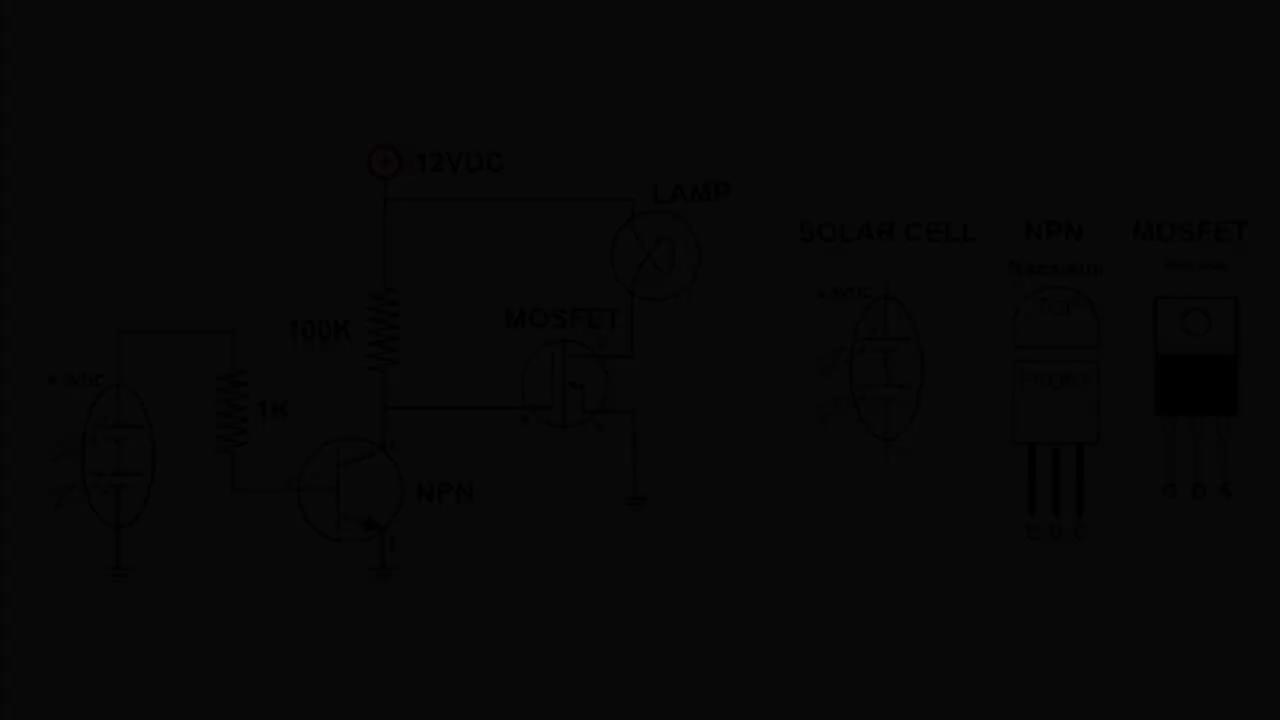 12VDC
LAMP
SOLAR CELL
NPN
MOSFET
100K
MOSFET
1K
NPN
G D S
E B C